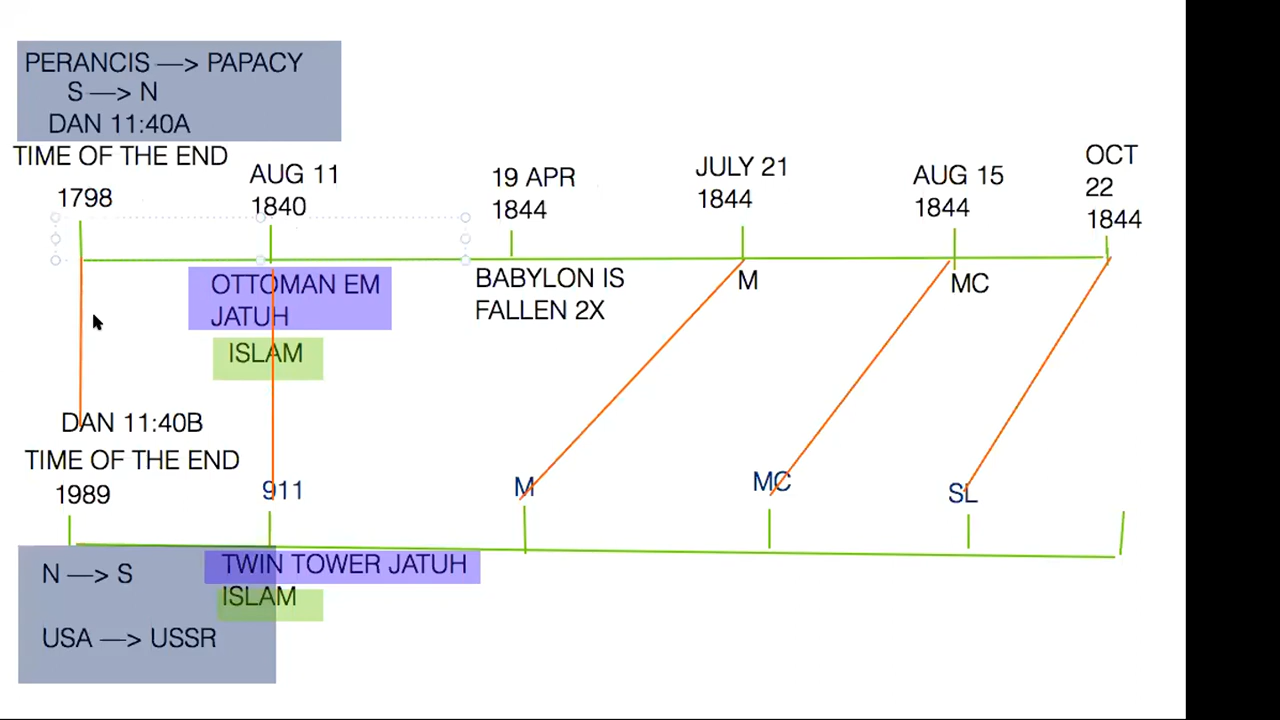 PERANCIS —> PAPACY
S —> N
DAN 11:40A
TIME OF THE END
1798
AUG 11
1840
19 APR
1844
JULY 21
1844
AUG 15
1844
OCT
22
1844
OTTOMAN EM
JATUH
ISLAM
BABYLON IS
FALLEN 2X
M
MC
DAN 11:40B
TIME OF THE END
1989
911
M
MC
SL
N —> S
USA —> USSR
TWIN TOWER JATUH
ISLAM